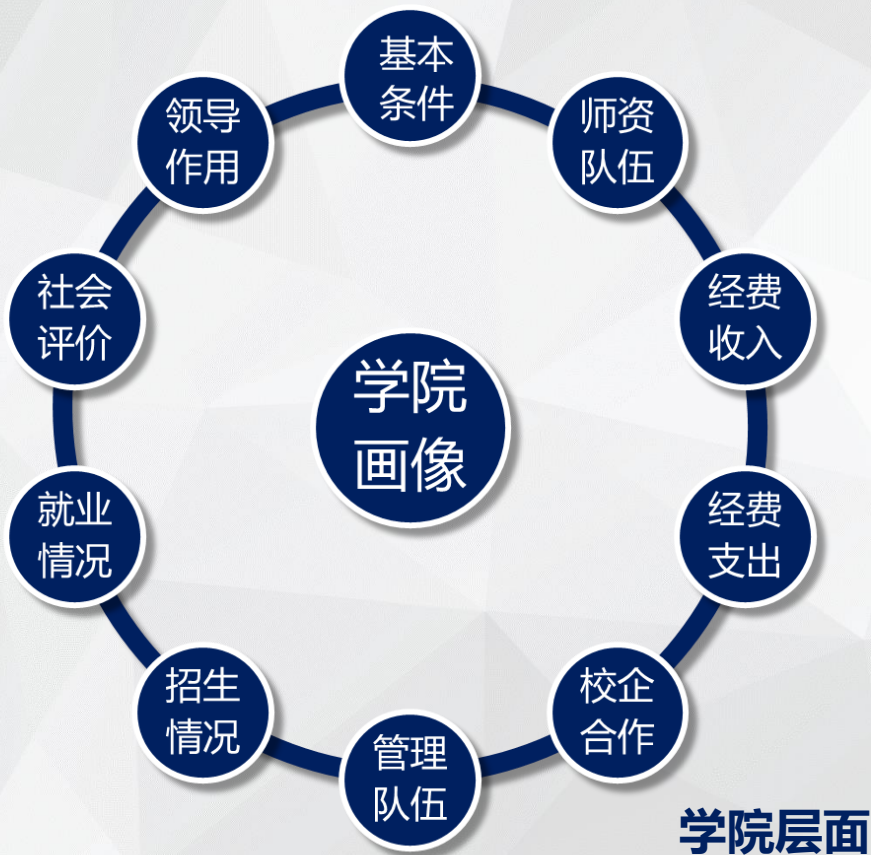 基本
条件
师资
队伍
经费
收入
经费
支出
校企
合作
管理
队伍
招生
情况
就业
情况
社会
评价
领导
作用
学院
画像
学院层面